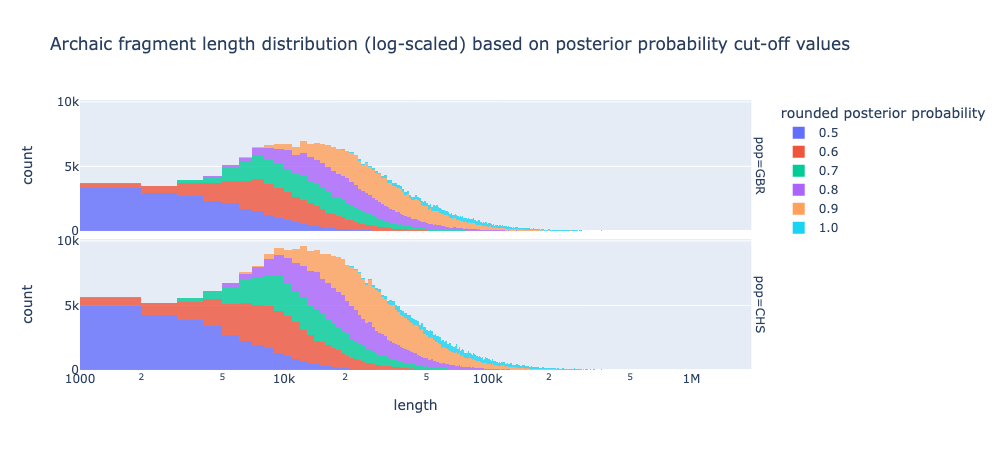 Archaic fragment length distribution (log-scaled) based on posterior probability cut-off values
rounded posterior probability
0.5
0.6
0.7
0.8
0.9
1.0
10k
5k
0
count
pop=GBR
10k
5k
0
count
pop=CHS
1000 2 5 10k 2 5 100k 2 5 1M
length